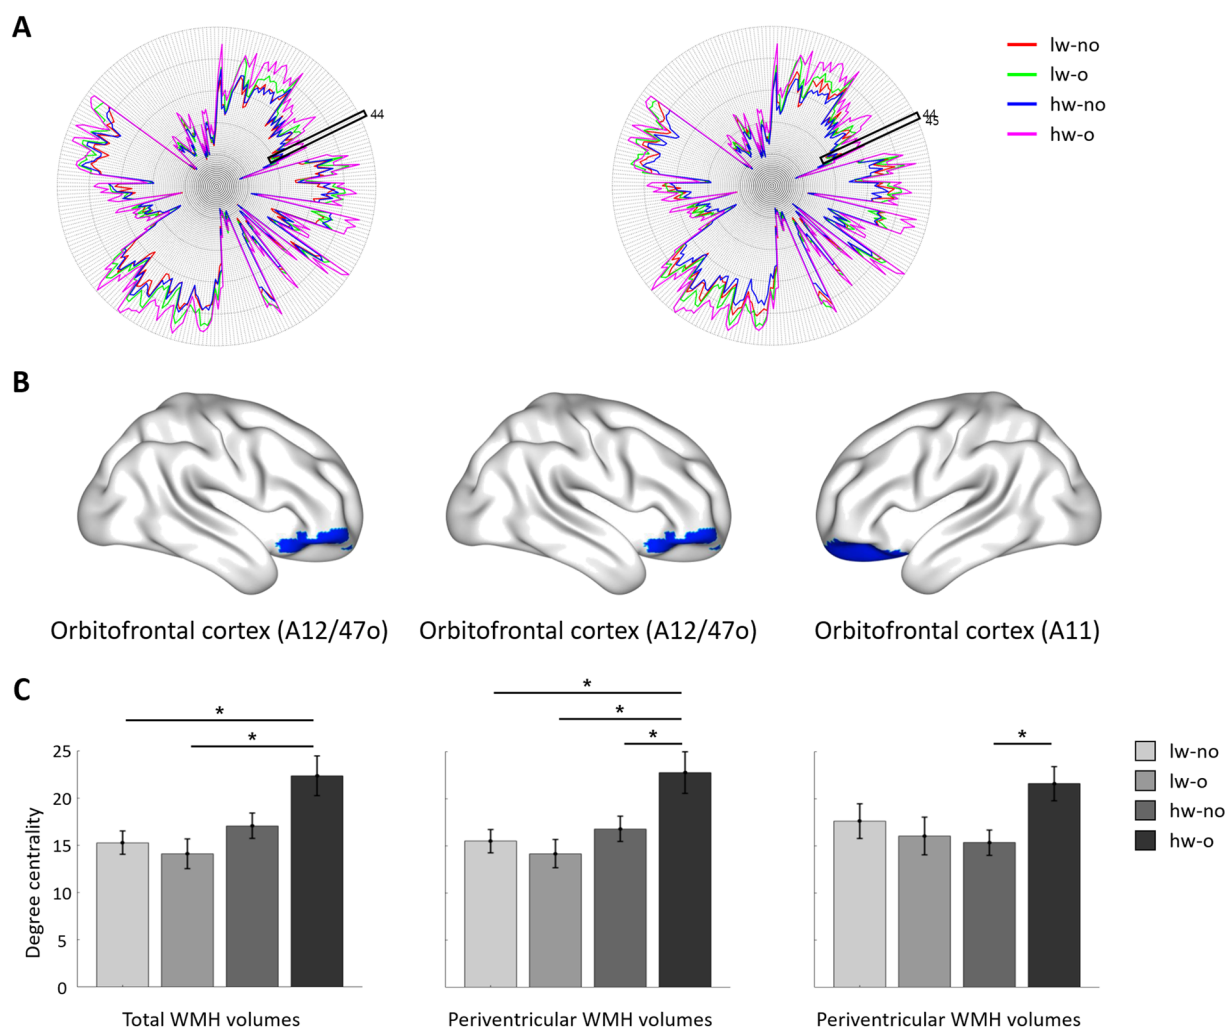 A
44
44
45
lw-no
lw-o
hw-no
hw-o
B
Orbitofrontal cortex (A12/47o)
Orbitofrontal cortex (A12/47o)
Orbitofrontal cortex (A11)
C
Degree centrality
25
20
15
10
5
0
*
*
Total WMH volumes
*
*
*
Periventricular WMH volumes
*
Periventricular WMH volumes
lw-no
lw-o
hw-no
hw-o